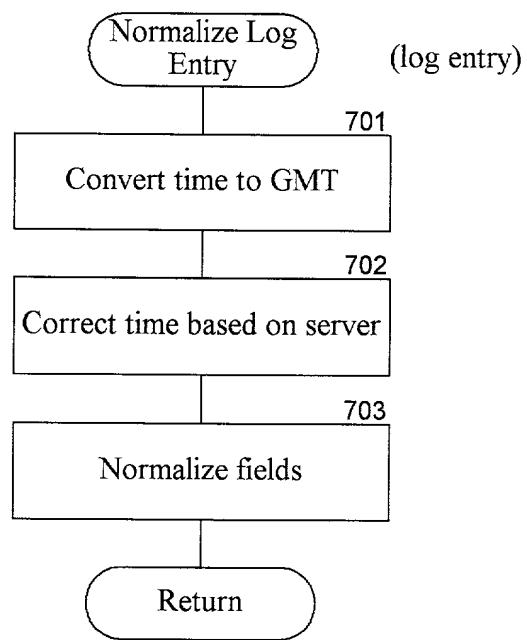 Normalize Log
Entry
(log entry)
701
Convert time to GMT
702
Correct time based on server
703
Normalize fields
Return